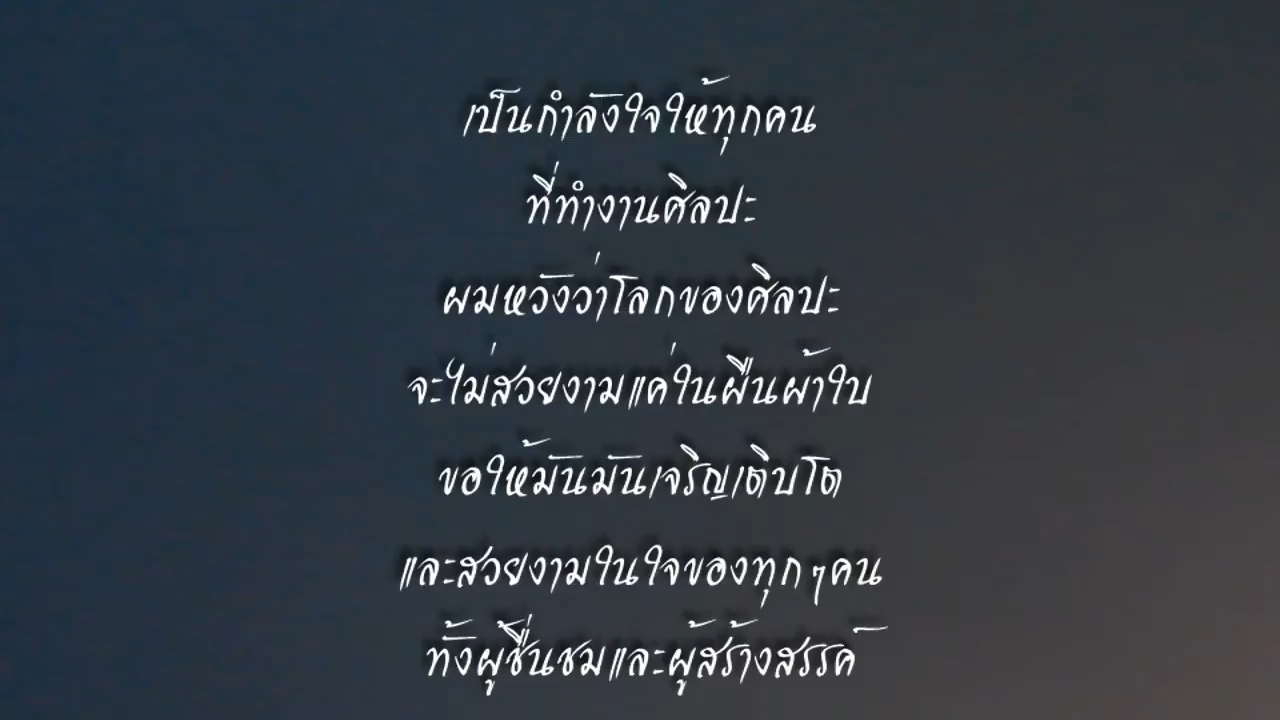 เป็นกำลังใจให้ทุกคน
ที่ทำงานศิลปะ
ผมหวังว่าโลกของศิลปะ
จะไม่สวยงามแค่ในผืนผ้าใบ
ขอให้มันมันเจริญเติบโต
และสวยงามในใจของทุกๆคน
ทั้งผู้ชื่นชมและผู้สร้างสรรค์